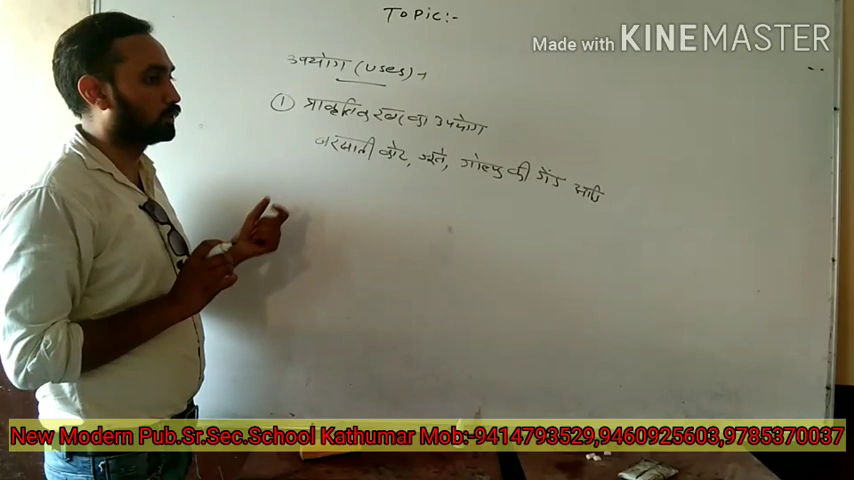 Topic:-
Made with KINEMASTER
उपयोग (Uses) →
① प्राकृतिक रबर का उपयोग
बरसाती कोट, जूते, गोल्फ की गेंद आदि
New Modern Pub.Sr.Sec.School Kathumar Mob:-9414793529,9460925603,9785370037